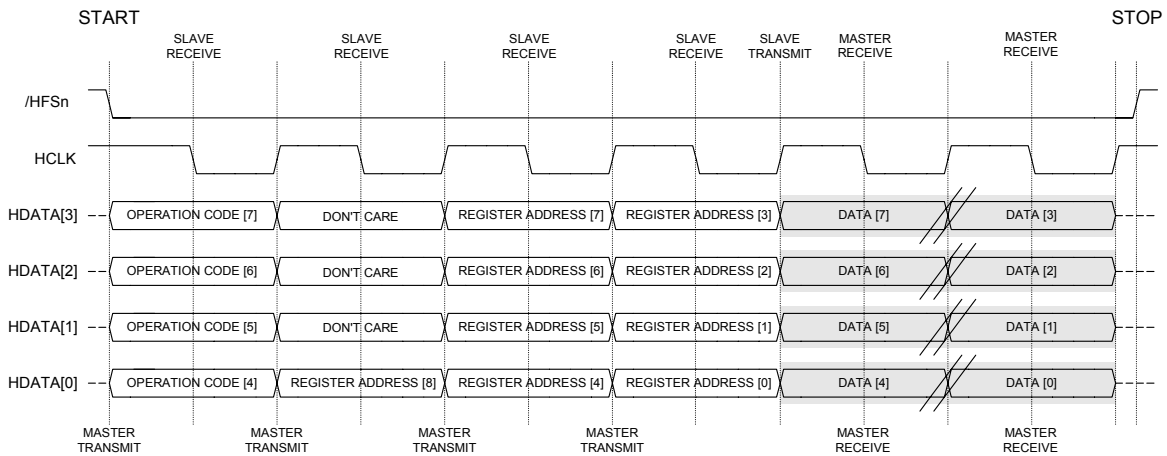 START
STOP
SLAVE RECEIVE
SLAVE RECEIVE
SLAVE RECEIVE
SLAVE RECEIVE
SLAVE TRANSMIT
MASTER RECEIVE
MASTER RECEIVE
/HFSn
HCLK
HDATA[3] OPERATION CODE [7] DON'T CARE REGISTER ADDRESS [7] REGISTER ADDRESS [3] DATA [7] DATA [3]
HDATA[2] OPERATION CODE [6] DON'T CARE REGISTER ADDRESS [6] REGISTER ADDRESS [2] DATA [6] DATA [2]
HDATA[1] OPERATION CODE [5] DON'T CARE REGISTER ADDRESS [5] REGISTER ADDRESS [1] DATA [5] DATA [1]
HDATA[0] OPERATION CODE [4] REGISTER ADDRESS [8] REGISTER ADDRESS [4] REGISTER ADDRESS [0] DATA [4] DATA [0]
MASTER TRANSMIT
MASTER TRANSMIT
MASTER TRANSMIT
MASTER TRANSMIT
MASTER RECEIVE
MASTER RECEIVE